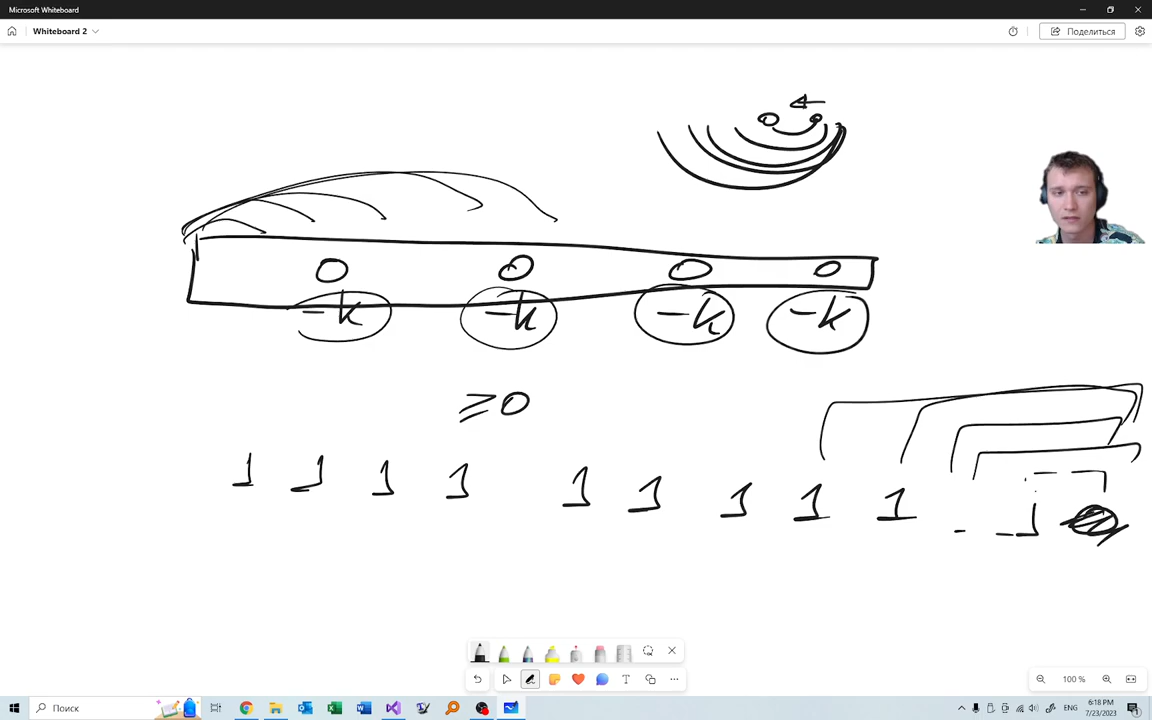 Microsoft Whiteboard
Whiteboard 2
Поделиться
0 0 0 0
-k -k -k -k
≥0
1 1 1 1 1 1 1 1 1
100 %
Поиск
ENG
6:18 PM
7/23/2023